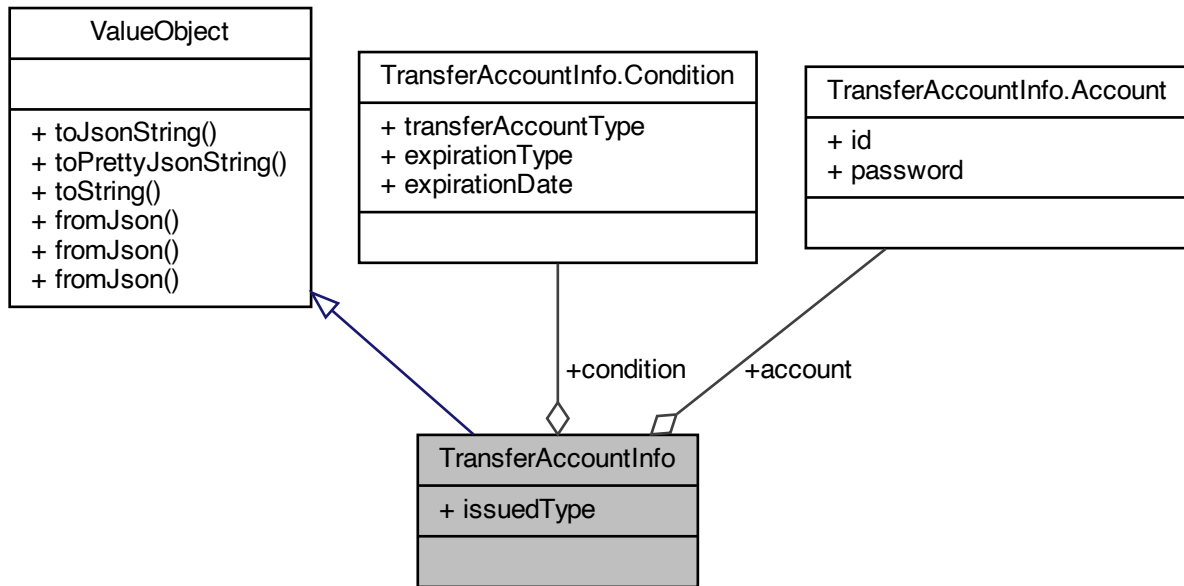 ValueObject
+ toJsonString()
+ toPrettyJsonString()
+ toString()
+ fromJson()
+ fromJson()
+ fromJson()
TransferAccountInfo.Condition
+ transferAccountType
+ expirationType
+ expirationDate
TransferAccountInfo.Account
+ id
+ password
+condition
+account
TransferAccountInfo
+ issuedType